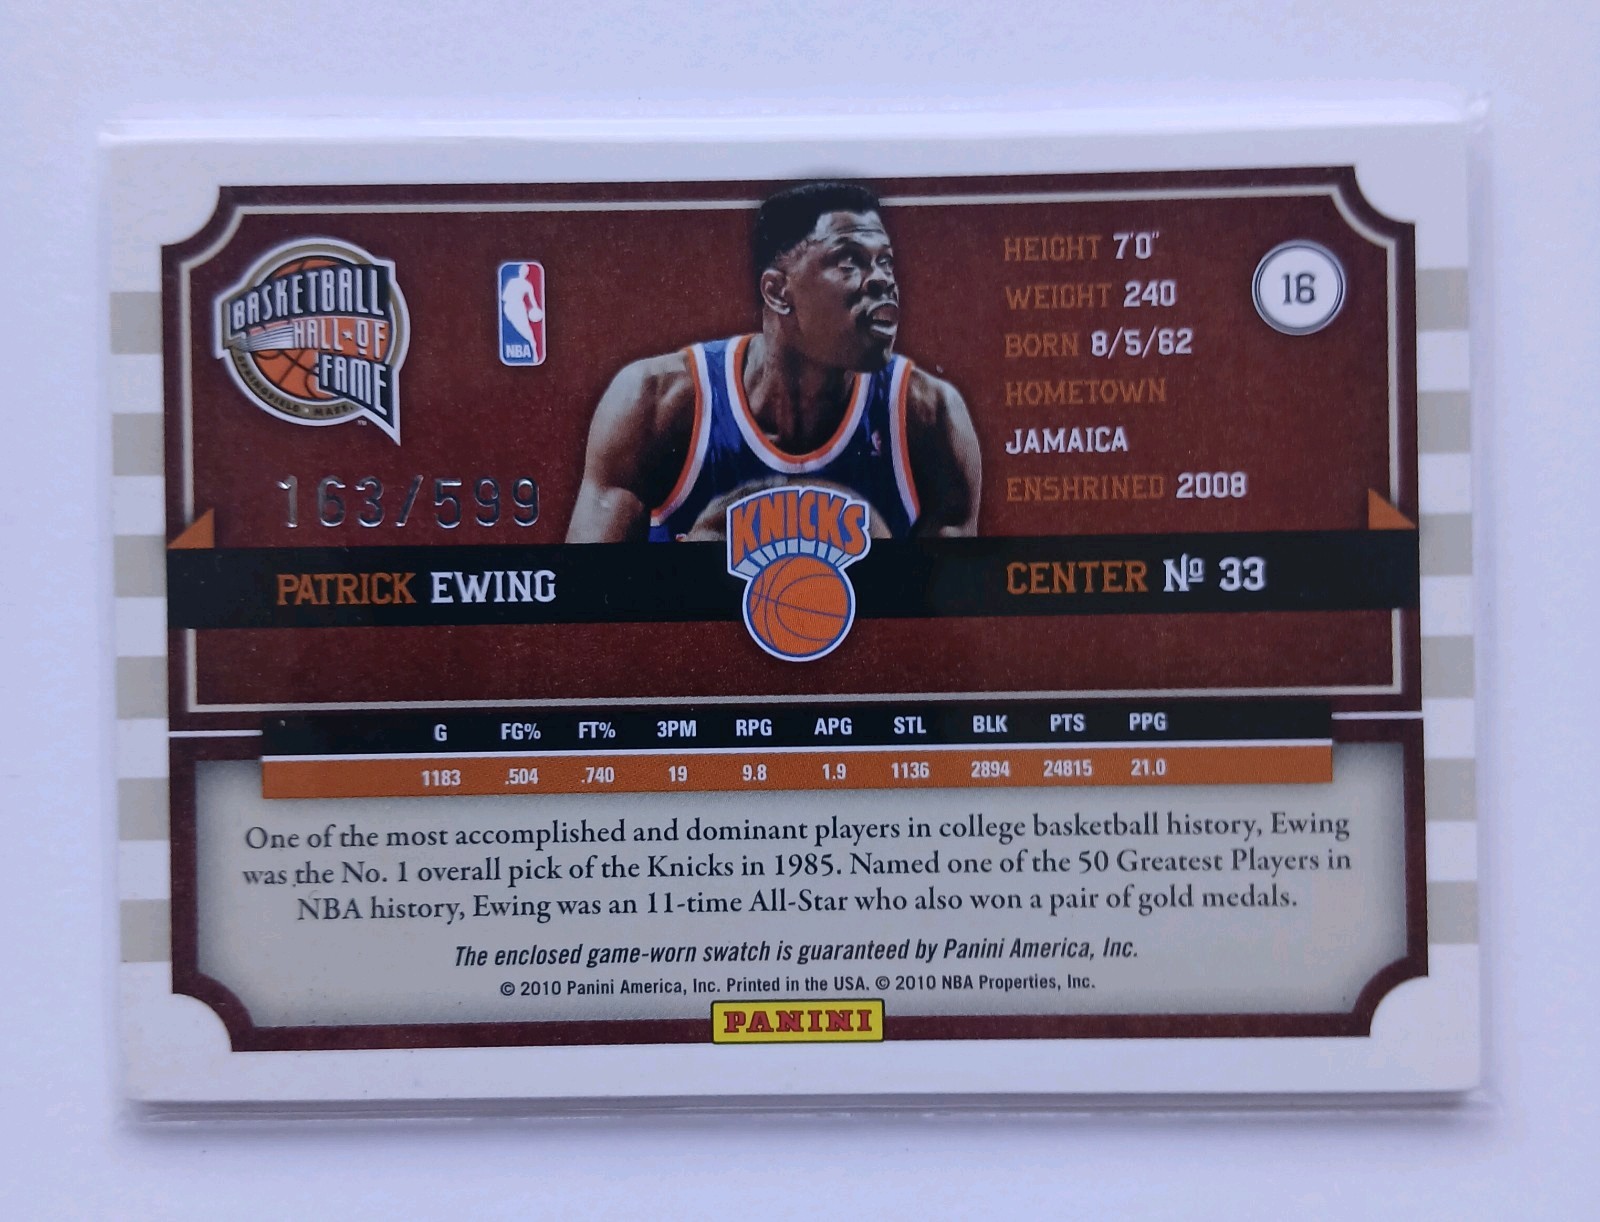 BASKETBALL
HALL-OF
FAME
SPRINGFIELD • MASS.
TM
NBA
HEIGHT 7'0"
WEIGHT 240
BORN 8/5/62
HOMETOWN
JAMAICA
ENSHRINED 2008
16
163/599
KNICKS
PATRICK EWING
CENTER Nº 33
G FG% FT% 3PM RPG APG STL BLK PTS PPG
1183 .504 .740 19 9.8 1.9 1136 2894 24815 21.0
One of the most accomplished and dominant players in college basketball history, Ewing
was the No. 1 overall pick of the Knicks in 1985. Named one of the 50 Greatest Players in
NBA history, Ewing was an 11-time All-Star who also won a pair of gold medals.
The enclosed game-worn swatch is guaranteed by Panini America, Inc.
© 2010 Panini America, Inc. Printed in the USA. © 2010 NBA Properties, Inc.
PANINI